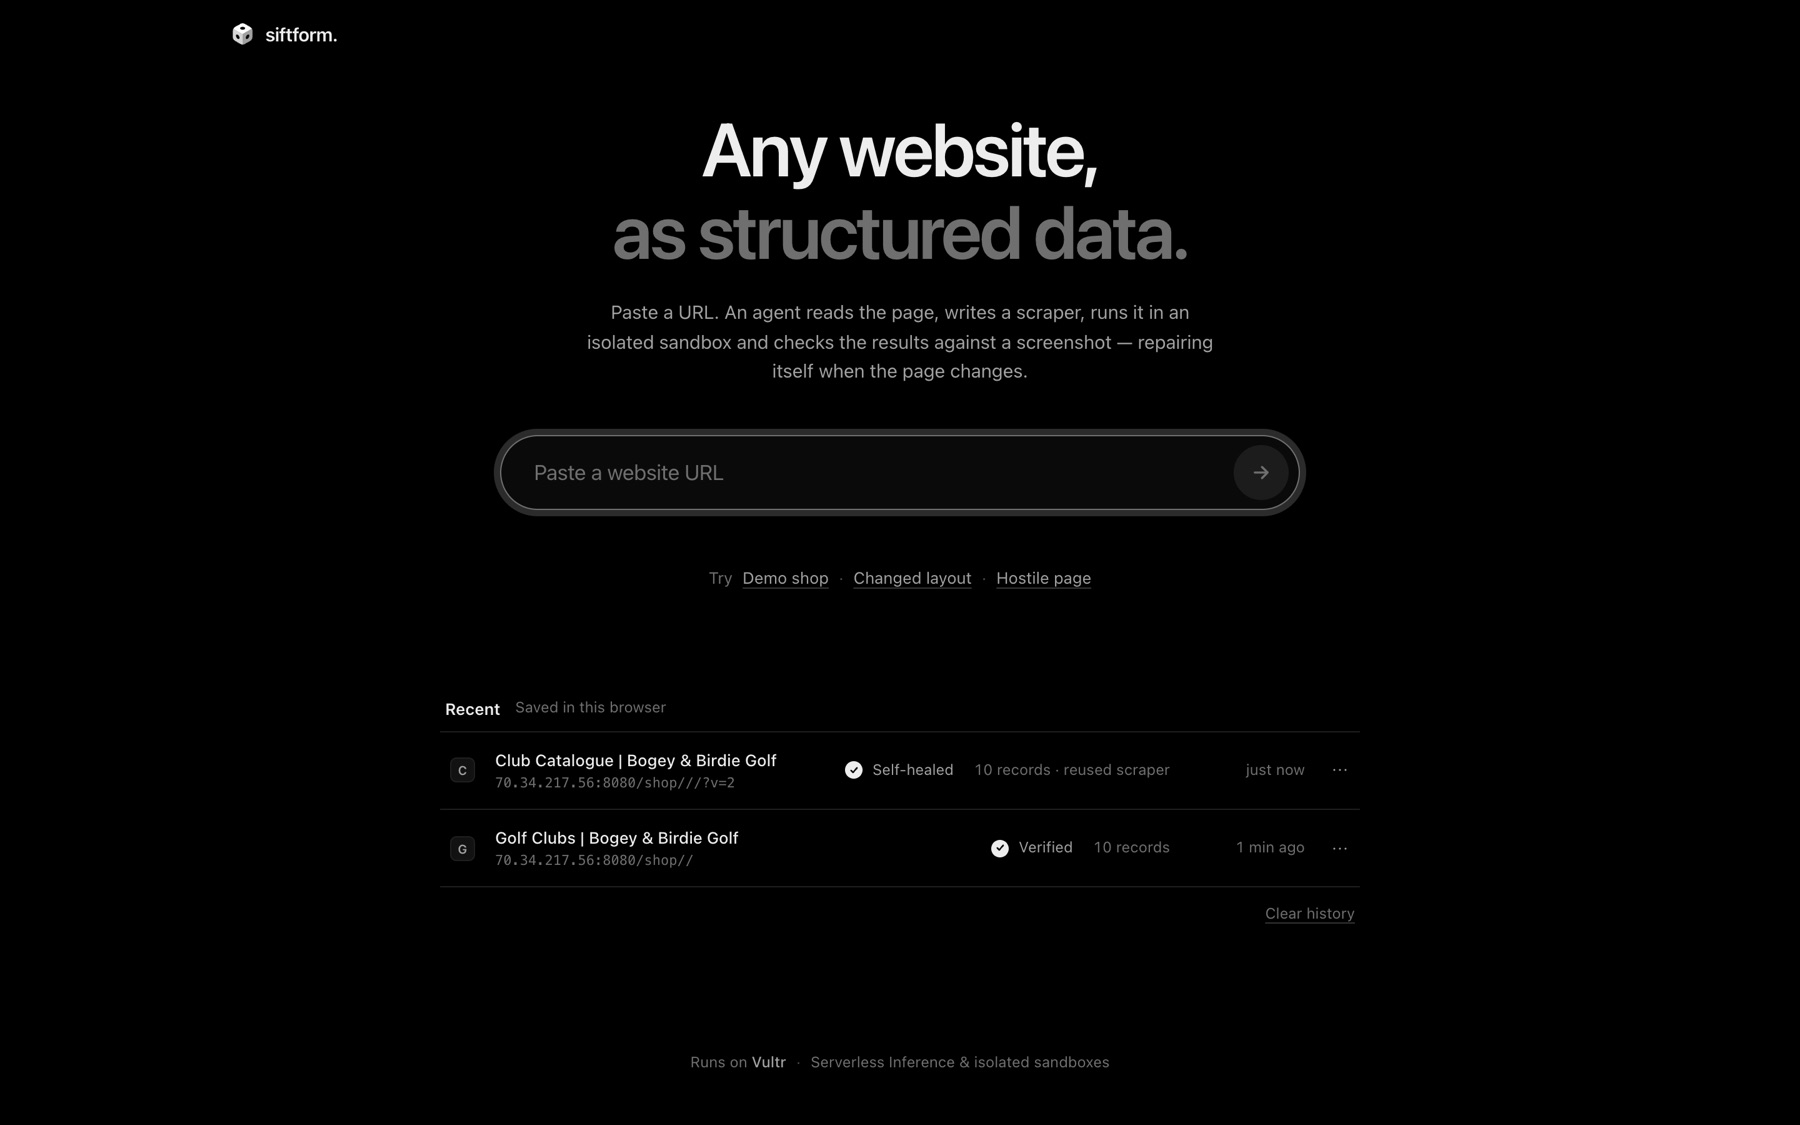 siftform.
Any website,
as structured data.
Paste a URL. An agent reads the page, writes a scraper, runs it in an
isolated sandbox and checks the results against a screenshot — repairing
itself when the page changes.
Paste a website URL
Try Demo shop · Changed layout · Hostile page
Recent Saved in this browser
C
Club Catalogue | Bogey & Birdie Golf
70.34.217.56:8080/shop///?v=2
Self-healed 10 records · reused scraper just now ...
G
Golf Clubs | Bogey & Birdie Golf
70.34.217.56:8080/shop//
Verified 10 records 1 min ago ...
Clear history
Runs on Vultr · Serverless Inference & isolated sandboxes